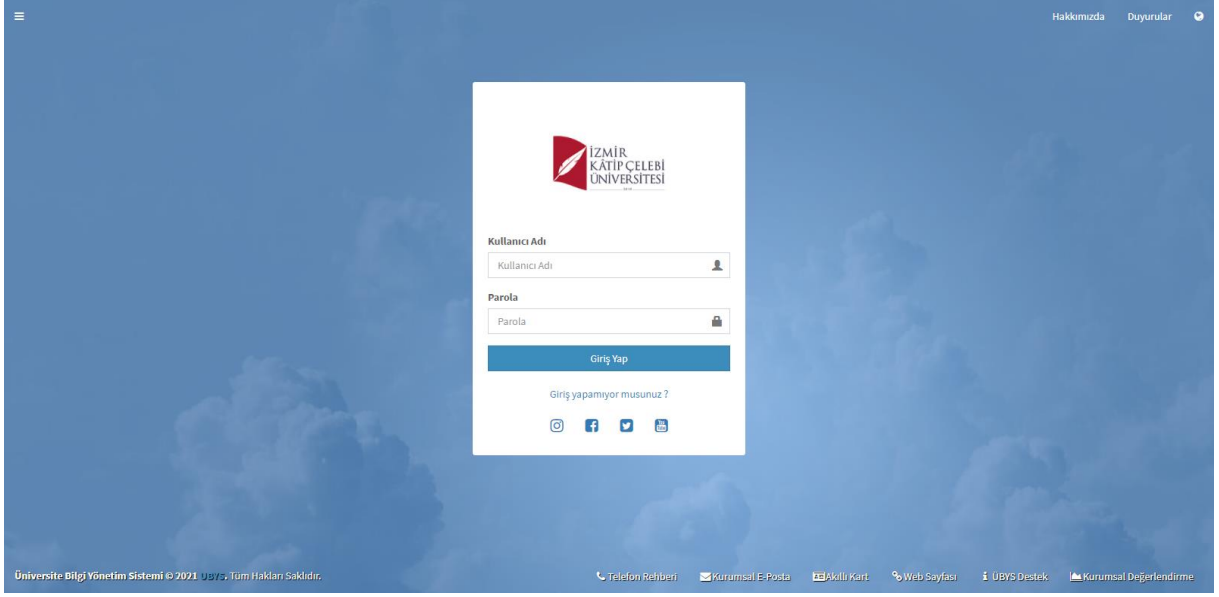 Hakkımızda Duyurular
İZMİR
KÂTİP ÇELEBİ
ÜNİVERSİTESİ
Kullanıcı Adı
Kullanıcı Adı
Parola
Parola
Giriş Yap
Giriş yapamıyor musunuz ?
Üniversite Bilgi Yönetim Sistemi © 2021 UBYS. Tüm Hakları Saklıdır. Telefon Rehberi Kurumsal E-Posta Akıllı Kart Web Sayfası ÜBYS Destek Kurumsal Değerlendirme